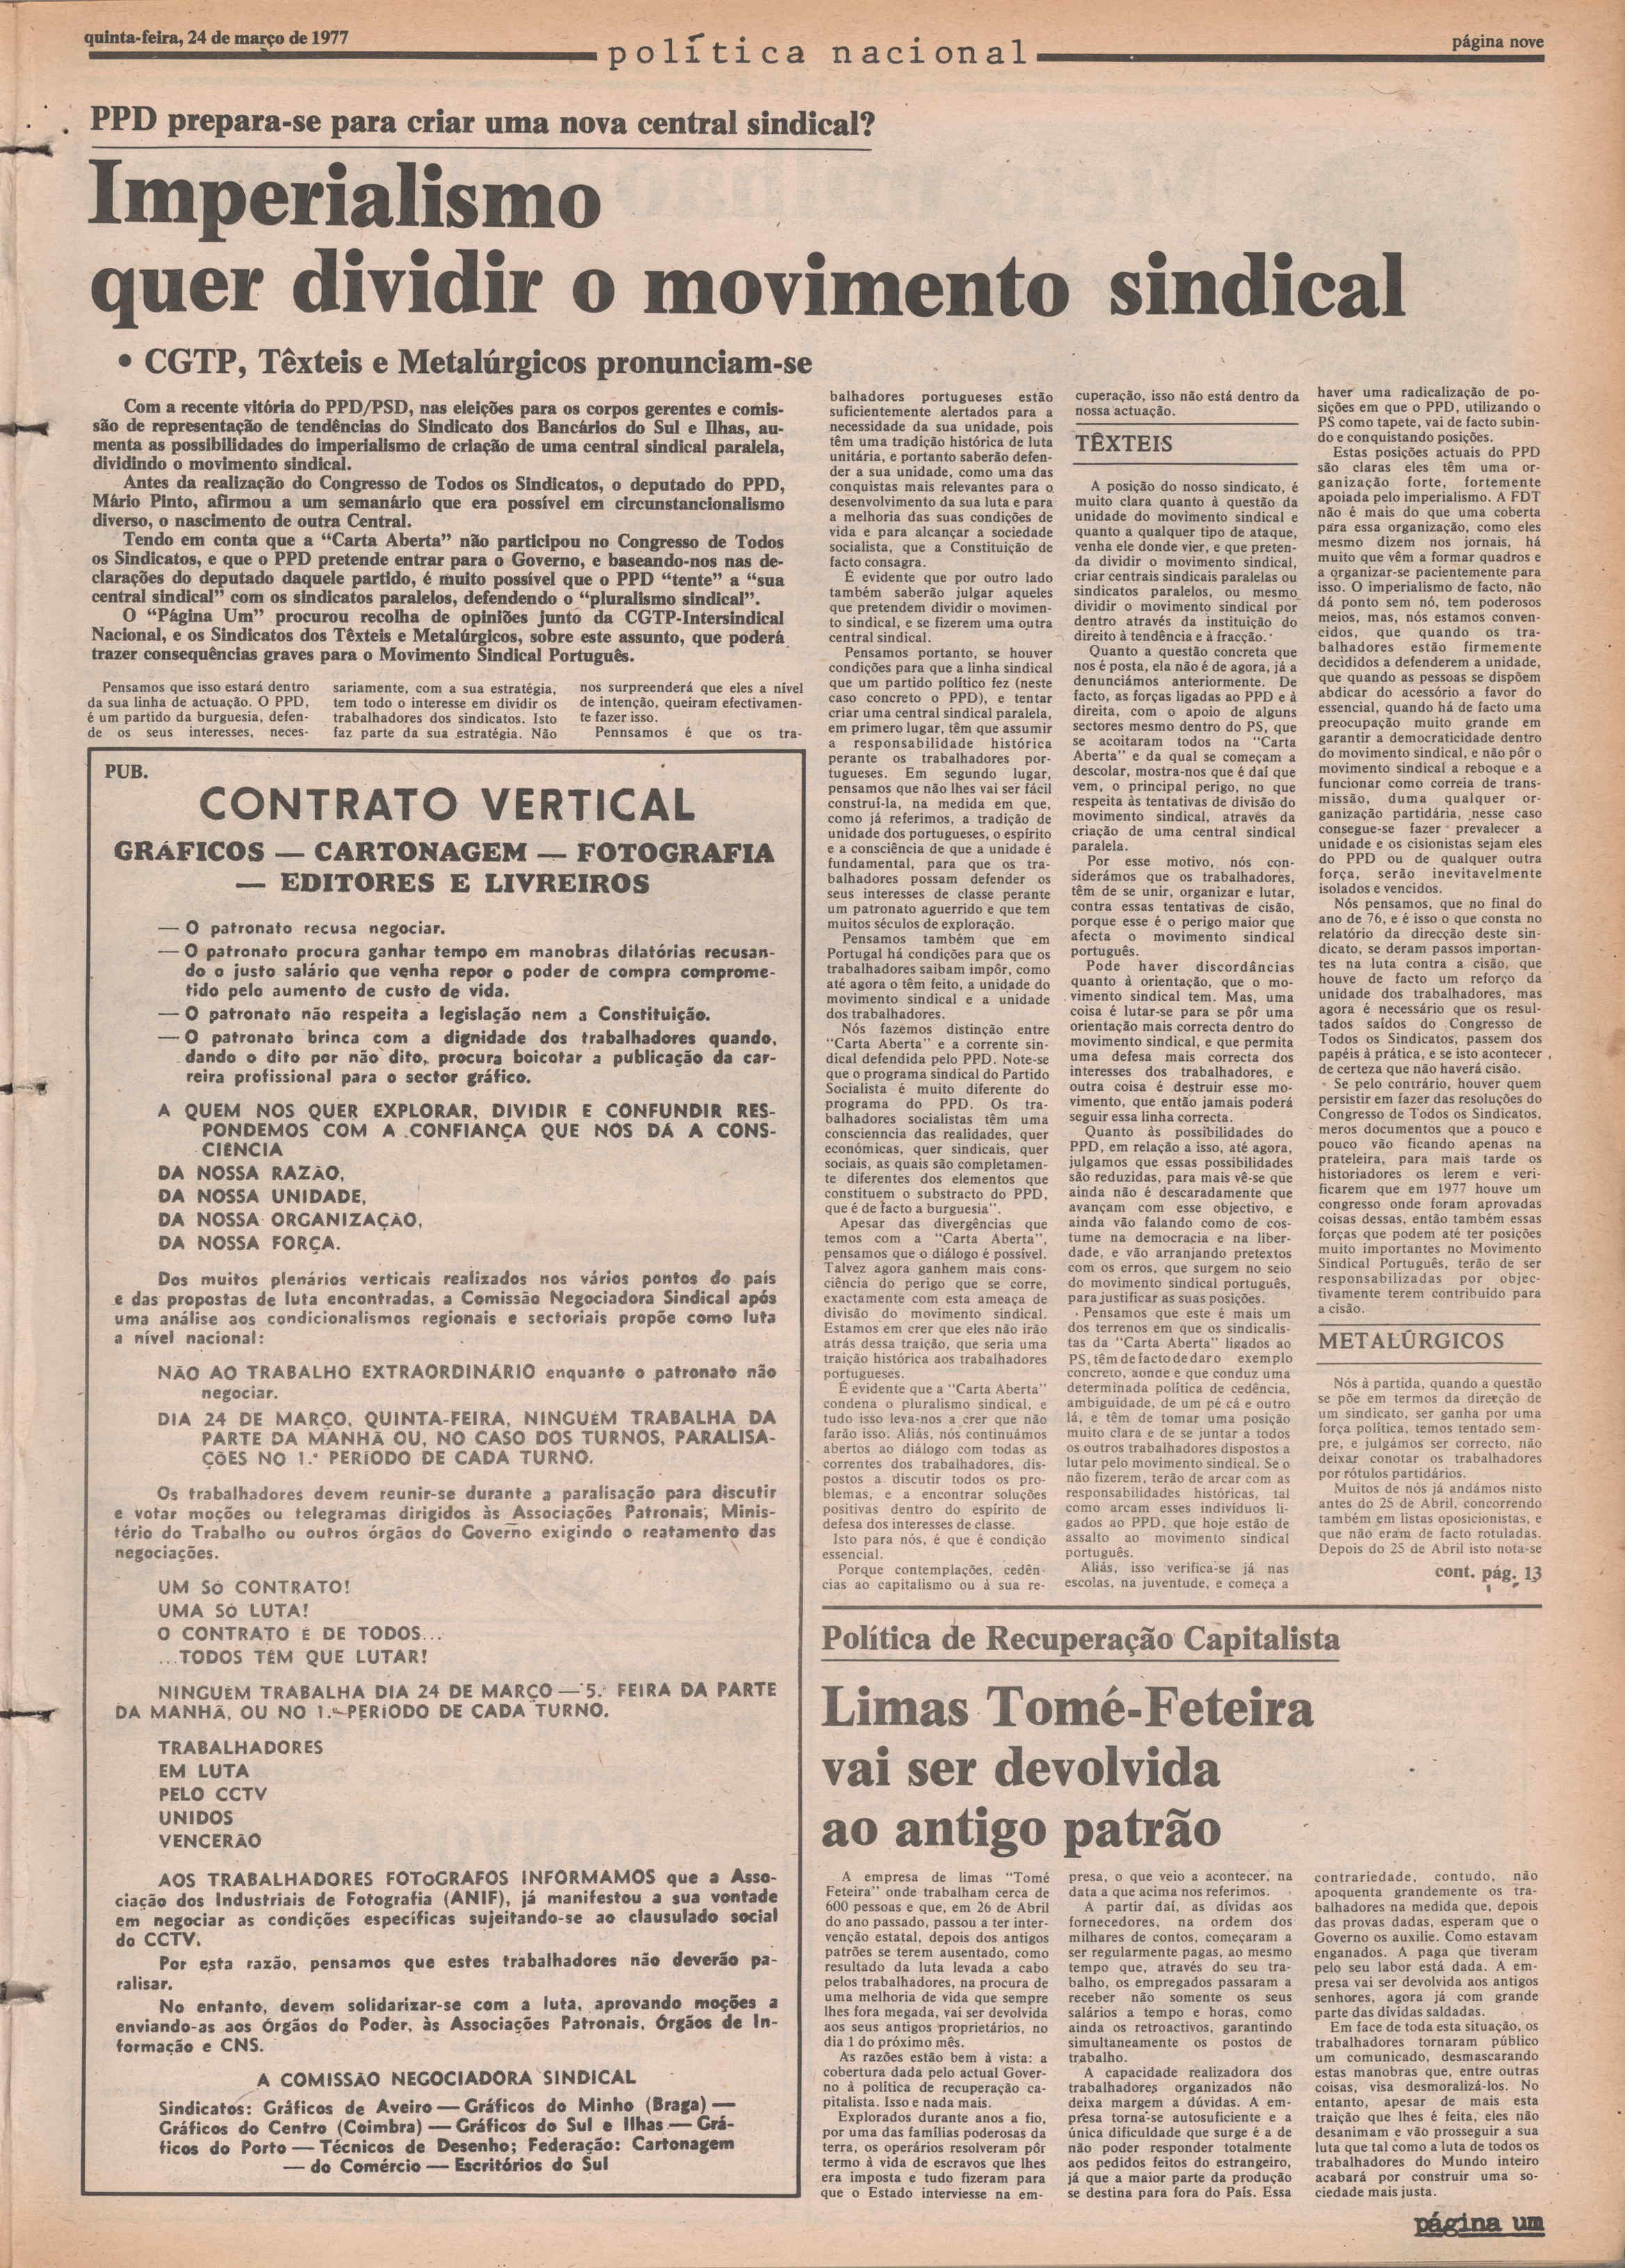 quinta-feira, 24 de março de 1977
política nacional
página nove
PPD prepara-se para criar uma nova central sindical?
Imperialismo
quer dividir o movimento sindical
• CGTP, Têxteis e Metalúrgicos pronunciam-se
Com a recente vitória do PPD/PSD, nas eleições para os corpos gerentes e comis-
são de representação de tendências do Sindicato dos Bancários do Sul e Ilhas, au-
menta as possibilidades do imperialismo de criação de uma central sindical paralela,
dividindo o movimento sindical.
Antes da realização do Congresso de Todos os Sindicatos, o deputado do PPD,
Mário Pinto, afirmou a um semanário que era possível em circunstancionalismo
diverso, o nascimento de outra Central.
Tendo em conta que a "Carta Aberta" não participou no Congresso de Todos
os Sindicatos, e que o PPD pretende entrar para o Governo, e baseando-nos nas de-
clarações do deputado daquele partido, é muito possível que o PPD "tente" a "sua
central sindical" com os sindicatos paralelos, defendendo o "pluralismo sindical".
O "Página Um" procurou recolha de opiniões junto da CGTP-Intersindical
Nacional, e os Sindicatos dos Têxteis e Metalúrgicos, sobre este assunto, que poderá
trazer consequências graves para o Movimento Sindical Português.
Pensamos que isso estará dentro
da sua linha de actuação. O PPD,
é um partido da burguesia, defen-
de os seus interesses, neces-
sariamente, com a sua estratégia,
tem todo o interesse em dividir os
trabalhadores dos sindicatos. Isto
faz parte da sua estratégia. Não
nos surpreenderá que eles a nível
de intenção, queiram efectivamen-
te fazer isso.
Pennsamos é que os tra-
balhadores portugueses estão
suficientemente alertados para a
necessidade da sua unidade, pois
têm uma tradição histórica de luta
unitária, e portanto saberão defen-
der a sua unidade, como uma das
conquistas mais relevantes para o
desenvolvimento da sua luta e para
a melhoria das suas condições de
vida e para alcançar a sociedade
socialista, que a Constituição de
facto consagra.
É evidente que por outro lado
também saberão julgar aqueles
que pretendem dividir o movimen-
to sindical, e se fizerem uma outra
central sindical.
Pensamos portanto, se houver
condições para que a linha sindical
que um partido político fez (neste
caso concreto o PPD), e tentar
criar uma central sindical paralela,
em primeiro lugar, têm que assumir
a responsabilidade histórica
perante os trabalhadores por-
tugueses. Em segundo lugar,
pensamos que não lhes vai ser fácil
construí-la, na medida em que,
como já referimos, a tradição de
unidade dos portugueses, o espírito
e a consciência de que a unidade é
fundamental, para que os tra-
balhadores possam defender os
seus interesses de classe perante
um patronato aguerrido e que tem
muitos séculos de exploração.
Pensamos também que em
Portugal há condições para que os
trabalhadores saibam impôr, como
até agora o têm feito, a unidade do
movimento sindical e a unidade
dos trabalhadores.
Nós fazemos distinção entre
"Carta Aberta" e a corrente sin-
dical defendida pelo PPD. Note-se
que o programa sindical do Partido
Socialista é muito diferente do
programa do PPD. Os tra-
balhadores socialistas têm uma
conscienncia das realidades, quer
económicas, quer sindicais, quer
sociais, as quais são completamen-
te diferentes dos elementos que
constituem o substracto do PPD,
que é de facto a burguesia".
Apesar das divergências que
temos com a "Carta Aberta",
pensamos que o diálogo é possível.
Talvez agora ganhem mais cons-
ciência do perigo que se corre,
exactamente com esta ameaça de
divisão do movimento sindical.
Estamos em crer que eles não irão
atrás dessa traição, que seria uma
traição histórica aos trabalhadores
portugueses.
É evidente que a "Carta Aberta"
condena o pluralismo sindical, e
tudo isso leva-nos a crer que não
farão isso. Aliás, nós continuámos
abertos ao diálogo com todas as
correntes dos trabalhadores, dis-
postos a discutir todos os pro-
blemas, e a encontrar soluções
positivas dentro do espírito de
defesa dos interesses de classe.
Isto para nós, é que é condição
essencial.
Porque contemplações, cedên-
cias ao capitalismo ou à sua re-
cuperação, isso não está dentro da
nossa actuação.
TÊXTEIS
A posição do nosso sindicato, é
muito clara quanto à questão da
unidade do movimento sindical e
quanto a qualquer tipo de ataque,
venha ele donde vier, e que preten-
da dividir o movimento sindical,
criar centrais sindicais paralelas ou
sindicatos paralelos, ou mesmo
dividir o movimento sindical por
dentro através da instituição do
direito à tendência e à fracção.
Quanto a questão concreta que
nos é posta, ela não é de agora, já a
denunciámos anteriormente. De
facto, as forças ligadas ao PPD e à
direita, com o apoio de alguns
sectores mesmo dentro do PS, que
se acoitaram todos na "Carta
Aberta" e da qual se começam a
descolar, mostra-nos que é daí que
vem, o principal perigo, no que
respeita às tentativas de divisão do
movimento sindical, através da
criação de uma central sindical
paralela.
Por esse motivo, nós con-
siderámos que os trabalhadores,
têm de se unir, organizar e lutar,
contra essas tentativas de cisão,
porque esse é o perigo maior que
afecta o movimento sindical
português.
Pode haver discordâncias
quanto à orientação, que o mo-
vimento sindical tem. Mas, uma
coisa é lutar-se para se pôr uma
orientação mais correcta dentro do
movimento sindical, e que permita
uma defesa mais correcta dos
interesses dos trabalhadores, e
outra coisa é destruir esse mo-
vimento, que então jamais poderá
seguir essa linha correcta.
Quanto às possibilidades do
PPD, em relação a isso, até agora,
julgamos que essas possibilidades
são reduzidas, para mais vê-se que
ainda não é descaradamente que
avançam com esse objectivo, e
ainda vão falando como de cos-
tume na democracia e na liber-
dade, e vão arranjando pretextos
com os erros, que surgem no seio
do movimento sindical português,
para justificar as suas posições.
Pensamos que este é mais um
dos terrenos em que os sindicalis-
tas da "Carta Aberta" ligados ao
PS, têm de facto de dar o exemplo
concreto, aonde e que conduz uma
determinada política de cedência,
ambiguidade, de um pé cá e outro
lá, e têm de tomar uma posição
muito clara e de se juntar a todos
os outros trabalhadores dispostos a
lutar pelo movimento sindical. Se o
não fizerem, terão de arcar com as
responsabilidades históricas, tal
como arcam esses indivíduos li-
gados ao PPD, que hoje estão de
assalto ao movimento sindical
português.
Aliás, isso verifica-se já nas
escolas, na juventude, e começa a
haver uma radicalização de po-
sições em que o PPD, utilizando o
PS como tapete, vai de facto subin-
do e conquistando posições.
Estas posições actuais do PPD
são claras eles têm uma or-
ganização forte, fortemente
apoiada pelo imperialismo. A FDT
não é mais do que uma coberta
para essa organização, como eles
mesmo dizem nos jornais, há
muito que vêm a formar quadros e
a organizar-se pacientemente para
isso. O imperialismo de facto, não
dá ponto sem nó, tem poderosos
meios, mas, nós estamos conven-
cidos, que quando os tra-
balhadores estão firmemente
decididos a defenderem a unidade,
que quando as pessoas se dispõem
abdicar do acessório a favor do
essencial, quando há de facto uma
preocupação muito grande em
garantir a democraticidade dentro
do movimento sindical, e não pôr o
movimento sindical a reboque e a
funcionar como correia de trans-
missão, duma qualquer or-
ganização partidária, nesse caso
consegue-se fazer prevalecer a
unidade e os cisionistas sejam eles
do PPD ou de qualquer outra
força, serão inevitavelmente
isolados e vencidos.
Nós pensamos, que no final do
ano de 76, e é isso o que consta no
relatório da direcção deste sin-
dicato, se deram passos importan-
tes na luta contra a cisão, que
houve de facto um reforço da
unidade dos trabalhadores, mas
agora é necessário que os resul-
tados saídos do Congresso de
Todos os Sindicatos, passem dos
papéis à prática, e se isto acontecer
de certeza que não haverá cisão.
Se pelo contrário, houver quem
persistir em fazer das resoluções do
Congresso de Todos os Sindicatos,
meros documentos que a pouco e
pouco vão ficando apenas na
prateleira, para mais tarde os
historiadores os lerem e veri-
ficarem que em 1977 houve um
congresso onde foram aprovadas
coisas dessas, então também essas
forças que podem até ter posições
muito importantes no Movimento
Sindical Português, terão de ser
responsabilizadas por objec-
tivamente terem contribuido para
a cisão.
METALÚRGICOS
Nós à partida, quando a questão
se põe em termos da direcção de
um sindicato, ser ganha por uma
força política, temos tentado sem-
pre, e julgámos ser correcto, não
deixar conotar os trabalhadores
por rótulos partidários.
Muitos de nós já andámos nisto
antes do 25 de Abril, concorrendo
também em listas oposicionistas, e
que não eram de facto rotuladas.
Depois do 25 de Abril isto nota-se
cont. pág. 13
PUB.
CONTRATO VERTICAL
GRÁFICOS — CARTONAGEM — FOTOGRAFIA
— EDITORES E LIVREIROS
— O patronato recusa negociar.
— O patronato procura ganhar tempo em manobras dilatórias recusan-
do o justo salário que venha repor o poder de compra comprome-
tido pelo aumento de custo de vida.
— O patronato não respeita a legislação nem a Constituição.
— O patronato brinca com a dignidade dos trabalhadores quando,
dando o dito por não dito, procura boicotar a publicação da car-
reira profissional para o sector gráfico.
A QUEM NOS QUER EXPLORAR, DIVIDIR E CONFUNDIR RES-
PONDEMOS COM A CONFIANÇA QUE NOS DÁ A CONS-
CIÊNCIA
DA NOSSA RAZÃO,
DA NOSSA UNIDADE,
DA NOSSA ORGANIZAÇÃO,
DA NOSSA FORÇA.
Dos muitos plenários verticais realizados nos vários pontos do país
e das propostas de luta encontradas, a Comissão Negociadora Sindical após
uma análise aos condicionalismos regionais e sectoriais propõe como luta
a nível nacional:
NÃO AO TRABALHO EXTRAORDINÁRIO enquanto o patronato não
negociar.
DIA 24 DE MARÇO, QUINTA-FEIRA, NINGUÉM TRABALHA DA
PARTE DA MANHÃ OU, NO CASO DOS TURNOS, PARALISA-
ÇÕES NO 1.º PERÍODO DE CADA TURNO.
Os trabalhadores devem reunir-se durante a paralisação para discutir
e votar moções ou telegramas dirigidos às Associações Patronais, Minis-
tério do Trabalho ou outros órgãos do Governo exigindo o reatamento das
negociações.
UM SÓ CONTRATO!
UMA SÓ LUTA!
O CONTRATO É DE TODOS...
...TODOS TÊM QUE LUTAR!
NINGUÉM TRABALHA DIA 24 DE MARÇO — 5.ª FEIRA DA PARTE
DA MANHÃ, OU NO 1.º PERÍODO DE CADA TURNO.
TRABALHADORES
EM LUTA
PELO CCTV
UNIDOS
VENCERÃO
AOS TRABALHADORES FOTÓGRAFOS INFORMAMOS que a Asso-
ciação dos Industriais de Fotografia (ANIF), já manifestou a sua vontade
em negociar as condições específicas sujeitando-se ao clausulado social
do CCTV.
Por esta razão, pensamos que estes trabalhadores não deverão pa-
ralisar.
No entanto, devem solidarizar-se com a luta, aprovando moções a
enviando-as aos Órgãos do Poder, às Associações Patronais, Órgãos de In-
formação e CNS.
A COMISSÃO NEGOCIADORA SINDICAL
Sindicatos: Gráficos de Aveiro — Gráficos do Minho (Braga) —
Gráficos do Centro (Coimbra) — Gráficos do Sul e Ilhas — Grá-
ficos do Porto — Técnicos de Desenho; Federação: Cartonagem
— do Comércio — Escritórios do Sul
Política de Recuperação Capitalista
Limas Tomé-Feteira
vai ser devolvida
ao antigo patrão
A empresa de limas "Tomé
Feteira" onde trabalham cerca de
600 pessoas e que, em 26 de Abril
do ano passado, passou a ter inter-
venção estatal, depois dos antigos
patrões se terem ausentado, como
resultado da luta levada a cabo
pelos trabalhadores, na procura de
uma melhoria de vida que sempre
lhes fora megada, vai ser devolvida
aos seus antigos proprietários, no
dia 1 do próximo mês.
As razões estão bem à vista: a
cobertura dada pelo actual Gover-
no à política de recuperação ca-
pitalista. Isso e nada mais.
Explorados durante anos a fio,
por uma das famílias poderosas da
terra, os operários resolveram pôr
termo à vida de escravos que lhes
era imposta e tudo fizeram para
que o Estado interviesse na em-
presa, o que veio a acontecer, na
data a que acima nos referimos.
A partir daí, as dívidas aos
fornecedores, na ordem dos
milhares de contos, começaram a
ser regularmente pagas, ao mesmo
tempo que, através do seu tra-
balho, os empregados passaram a
receber não somente os seus
salários a tempo e horas, como
ainda os retroactivos, garantindo
simultaneamente os postos de
trabalho.
A capacidade realizadora dos
trabalhadores organizados não
deixa margem a dúvidas. A em-
presa torna-se autosuficiente e a
única dificuldade que surge é a de
não poder responder totalmente
aos pedidos feitos do estrangeiro,
já que a maior parte da produção
se destina para fora do País. Essa
contrariedade, contudo, não
apoquenta grandemente os tra-
balhadores na medida que, depois
das provas dadas, esperam que o
Governo os auxilie. Como estavam
enganados. A paga que tiveram
pelo seu labor está dada. A em-
presa vai ser devolvida aos antigos
senhores, agora já com grande
parte das dívidas saldadas.
Em face de toda esta situação, os
trabalhadores tornaram público
um comunicado, desmascarando
estas manobras que, entre outras
coisas, visa desmoralizá-los. No
entanto, apesar de mais esta
traição que lhes é feita, eles não
desanimam e vão prosseguir a sua
luta que tal como a luta de todos os
trabalhadores do Mundo inteiro
acabará por construir uma so-
ciedade mais justa.
página um